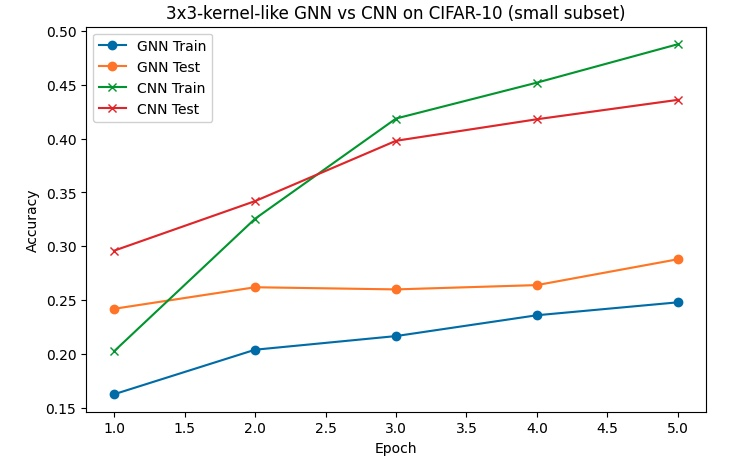 3x3-kernel-like GNN vs CNN on CIFAR-10 (small subset)
GNN Train
GNN Test
CNN Train
CNN Test
Accuracy
0.50
0.45
0.40
0.35
0.30
0.25
0.20
0.15
1.0 1.5 2.0 2.5 3.0 3.5 4.0 4.5 5.0
Epoch